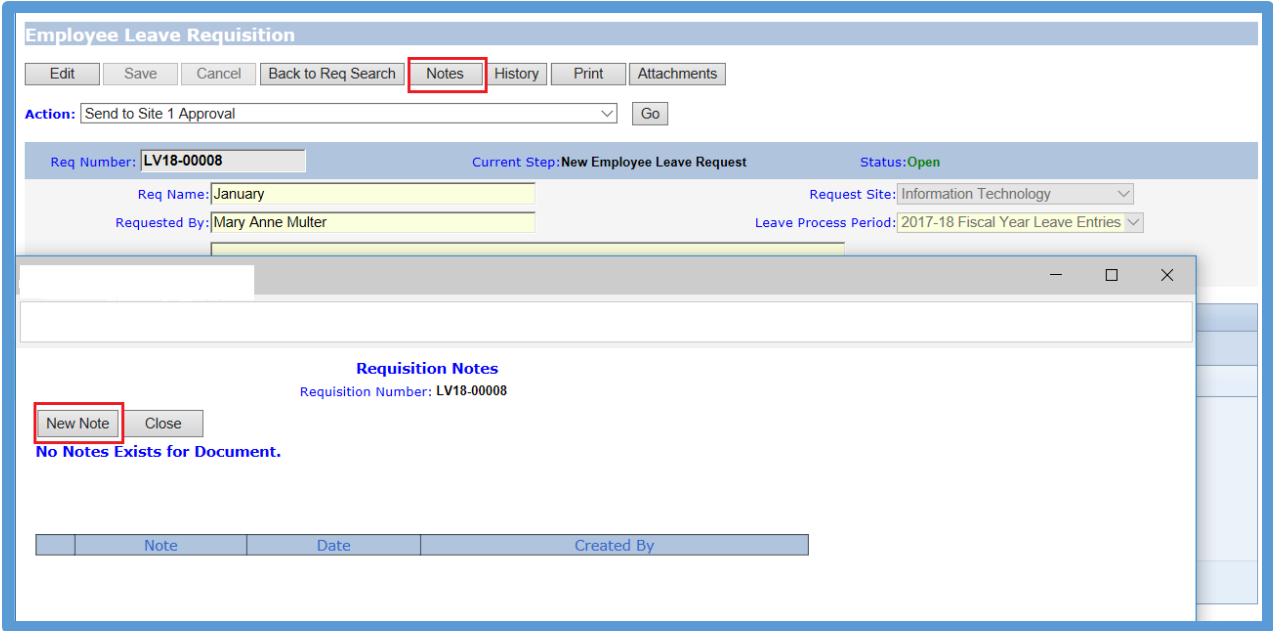 Employee Leave Requisition
Edit Save Cancel Back to Req Search Notes History Print Attachments
Action: Send to Site 1 Approval Go
Req Number: LV18-00008 Current Step:New Employee Leave Request Status:Open
Req Name: January Request Site: Information Technology
Requested By: Mary Anne Multer Leave Process Period: 2017-18 Fiscal Year Leave Entries
Requisition Notes
Requisition Number: LV18-00008
New Note Close
No Notes Exists for Document.
Note Date Created By